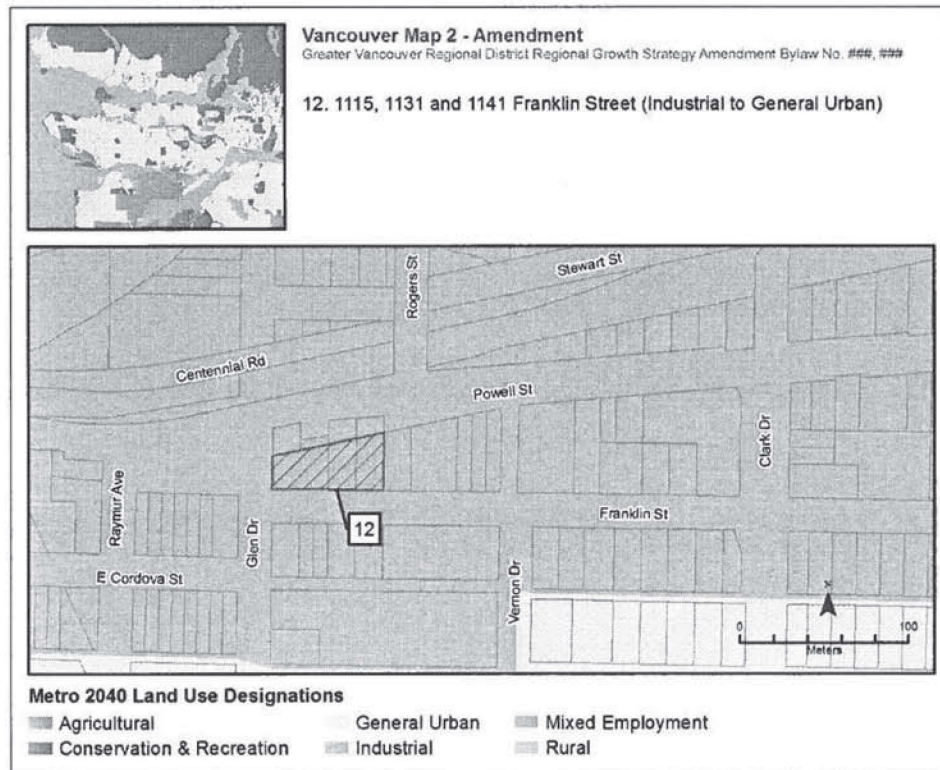 Vancouver Map 2 - Amendment
Greater Vancouver Regional District Regional Growth Strategy Amendment Bylaw No. ###, ###
12. 1115, 1131 and 1141 Franklin Street (Industrial to General Urban)
Rogers St
Stewart St
Centennial Rd
Powell St
Clark Dr
Raymur Ave
Glen Dr
12
Franklin St
Vernon Dr
E Cordova St
0 100
Meters
Metro 2040 Land Use Designations
Agricultural General Urban Mixed Employment
Conservation & Recreation Industrial Rural